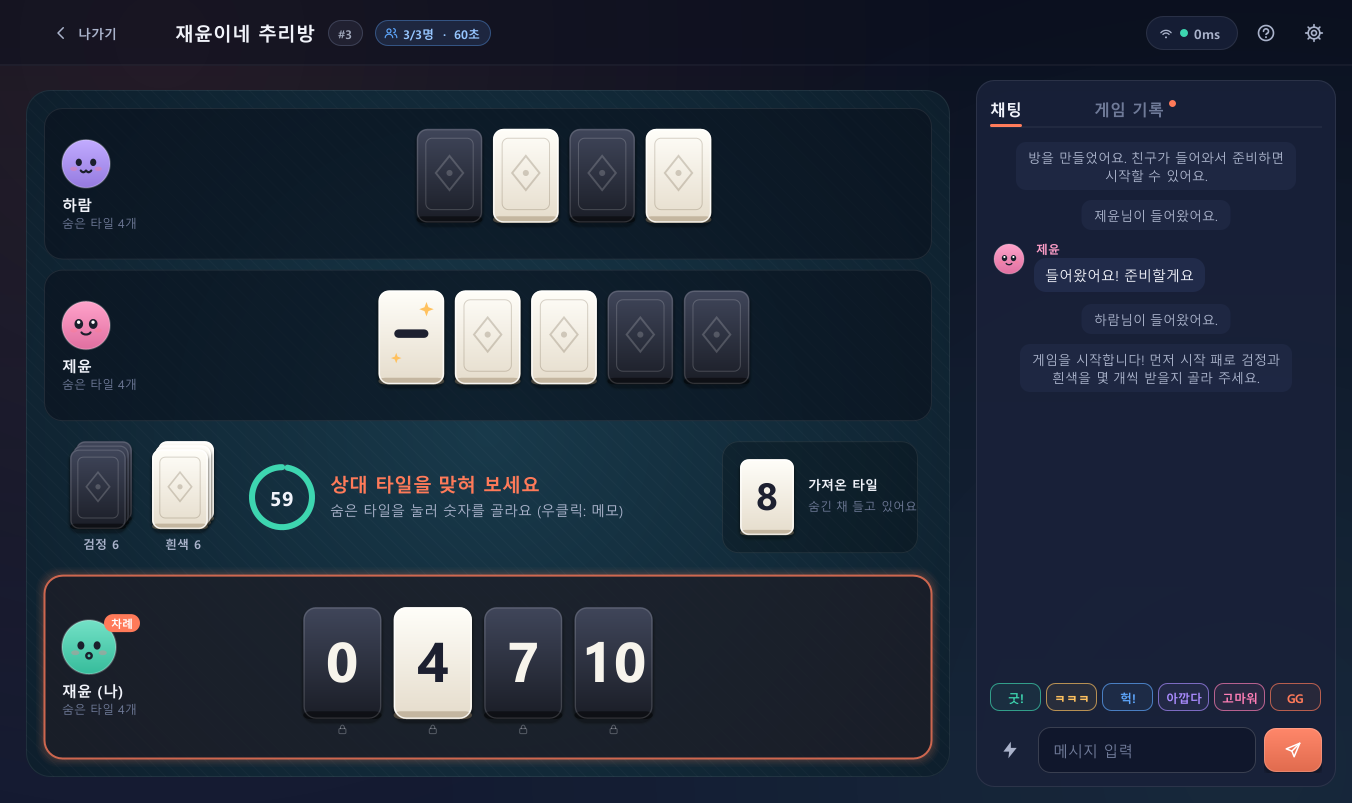 나가기
재윤이네 추리방
#3
3/3명 · 60초
0ms
하람
숨은 타일 4개
제윤
숨은 타일 4개
검정 6
흰색 6
59
상대 타일을 맞혀 보세요
숨은 타일을 눌러 숫자를 골라요 (우클릭: 메모)
8
가져온 타일
숨긴 채 들고 있어요
차례
재윤 (나)
숨은 타일 4개
0
4
7
10
채팅
게임 기록
방을 만들었어요. 친구가 들어와서 준비하면
시작할 수 있어요.
제윤님이 들어왔어요.
제윤
들어왔어요! 준비할게요
하람님이 들어왔어요.
게임을 시작합니다! 먼저 시작 패로 검정과
흰색을 몇 개씩 받을지 골라 주세요.
굿!
ㅋㅋㅋ
헉!
아깝다
고마워
GG
메시지 입력